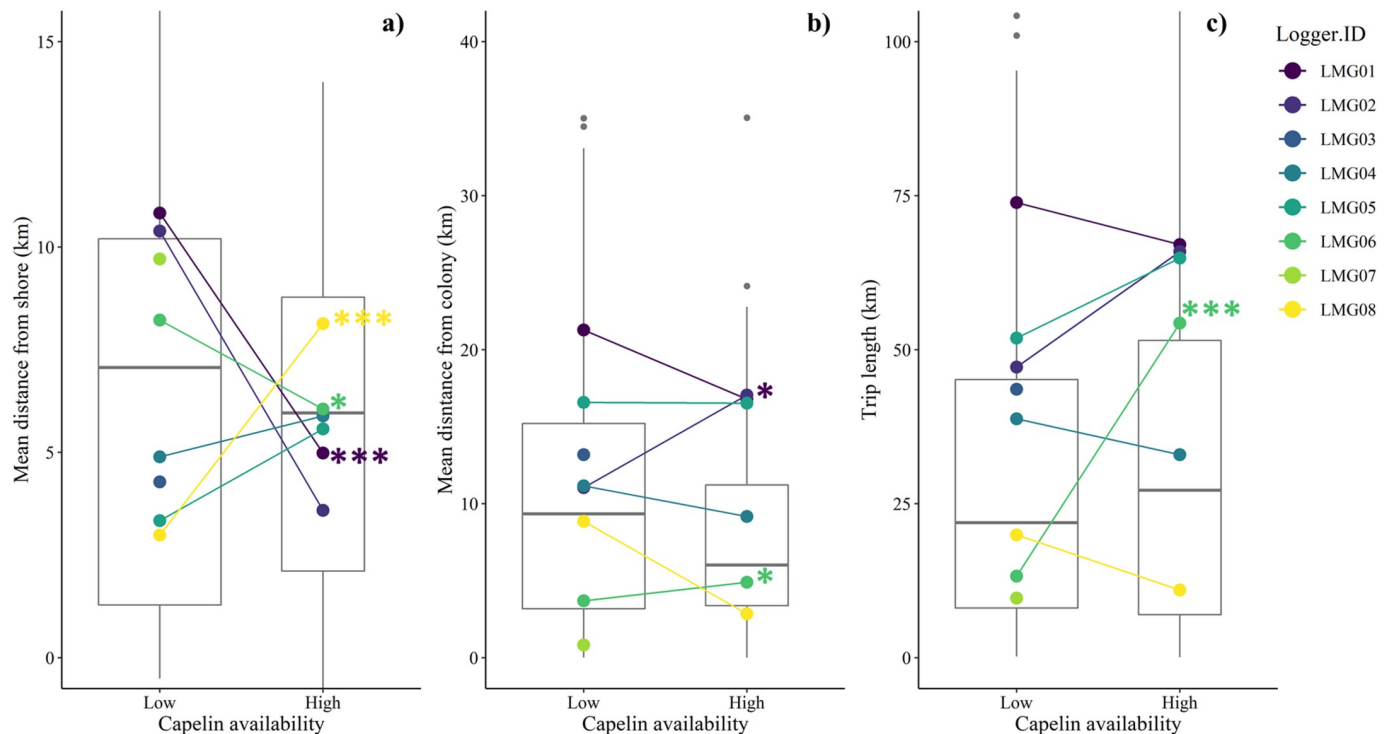 a)
15
10
5
0
Mean distance from shore (km)
***
*
***
Low
High
Capelin availability
b)
40
30
20
10
0
Mean disntance from colony (km)
*
*
Low
High
Capelin availability
c)
100
75
50
25
0
Trip length (km)
***
Low
High
Capelin availability
Logger.ID
LMG01
LMG02
LMG03
LMG04
LMG05
LMG06
LMG07
LMG08